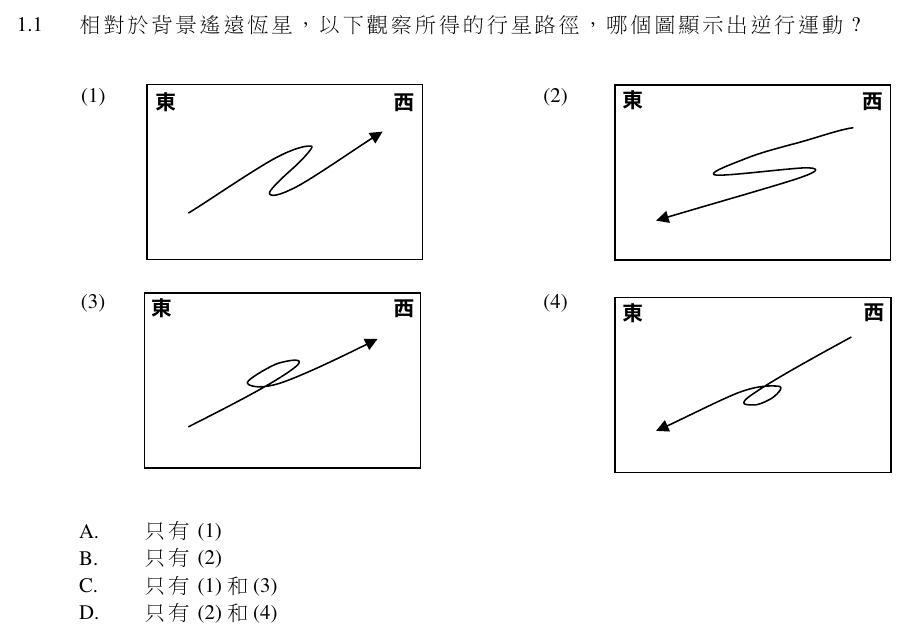 1.1 相對於背景遙遠恆星，以下觀察所得的行星路徑，哪個圖顯示出逆行運動？
(1) 東 西
(2) 東 西
(3) 東 西
(4) 東 西
A. 只有 (1)
B. 只有 (2)
C. 只有 (1) 和 (3)
D. 只有 (2) 和 (4)